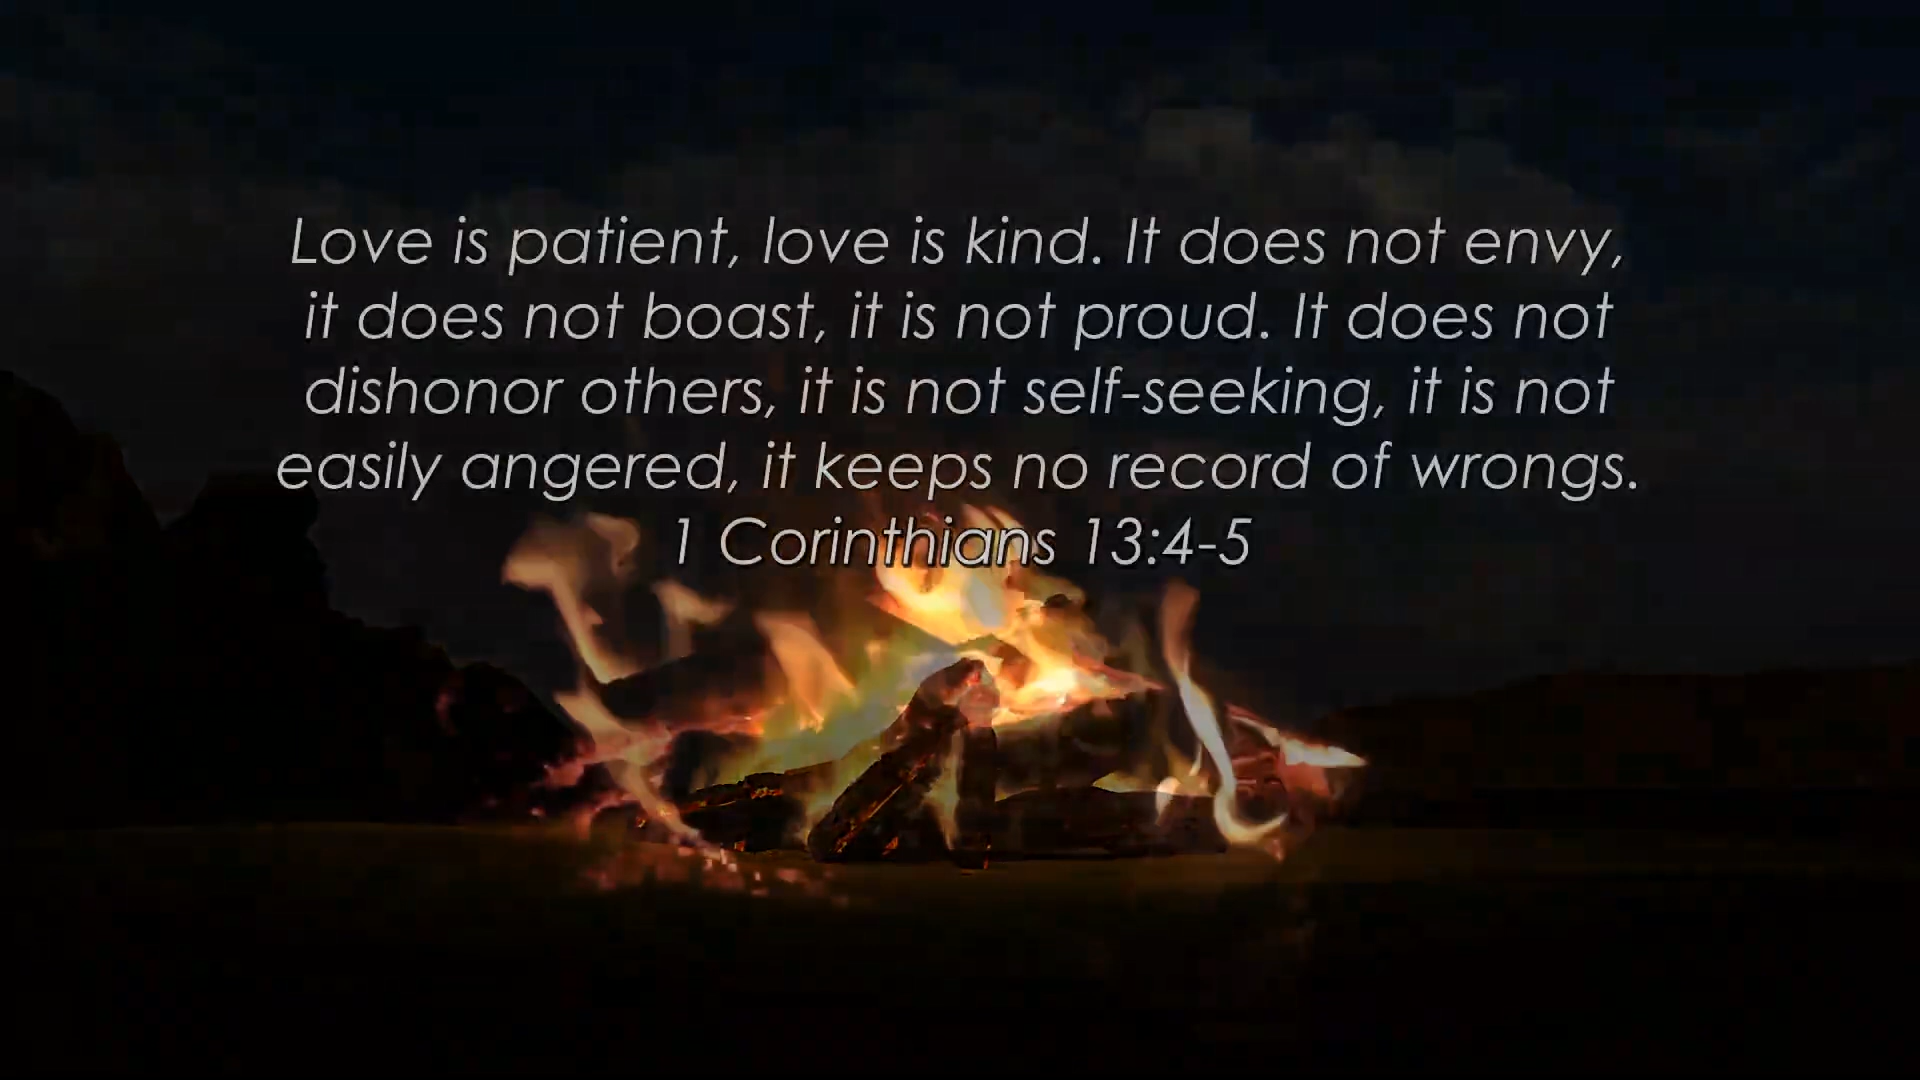 Love is patient, love is kind. It does not envy,
it does not boast, it is not proud. It does not
dishonor others, it is not self-seeking, it is not
easily angered, it keeps no record of wrongs.
1 Corinthians 13:4-5